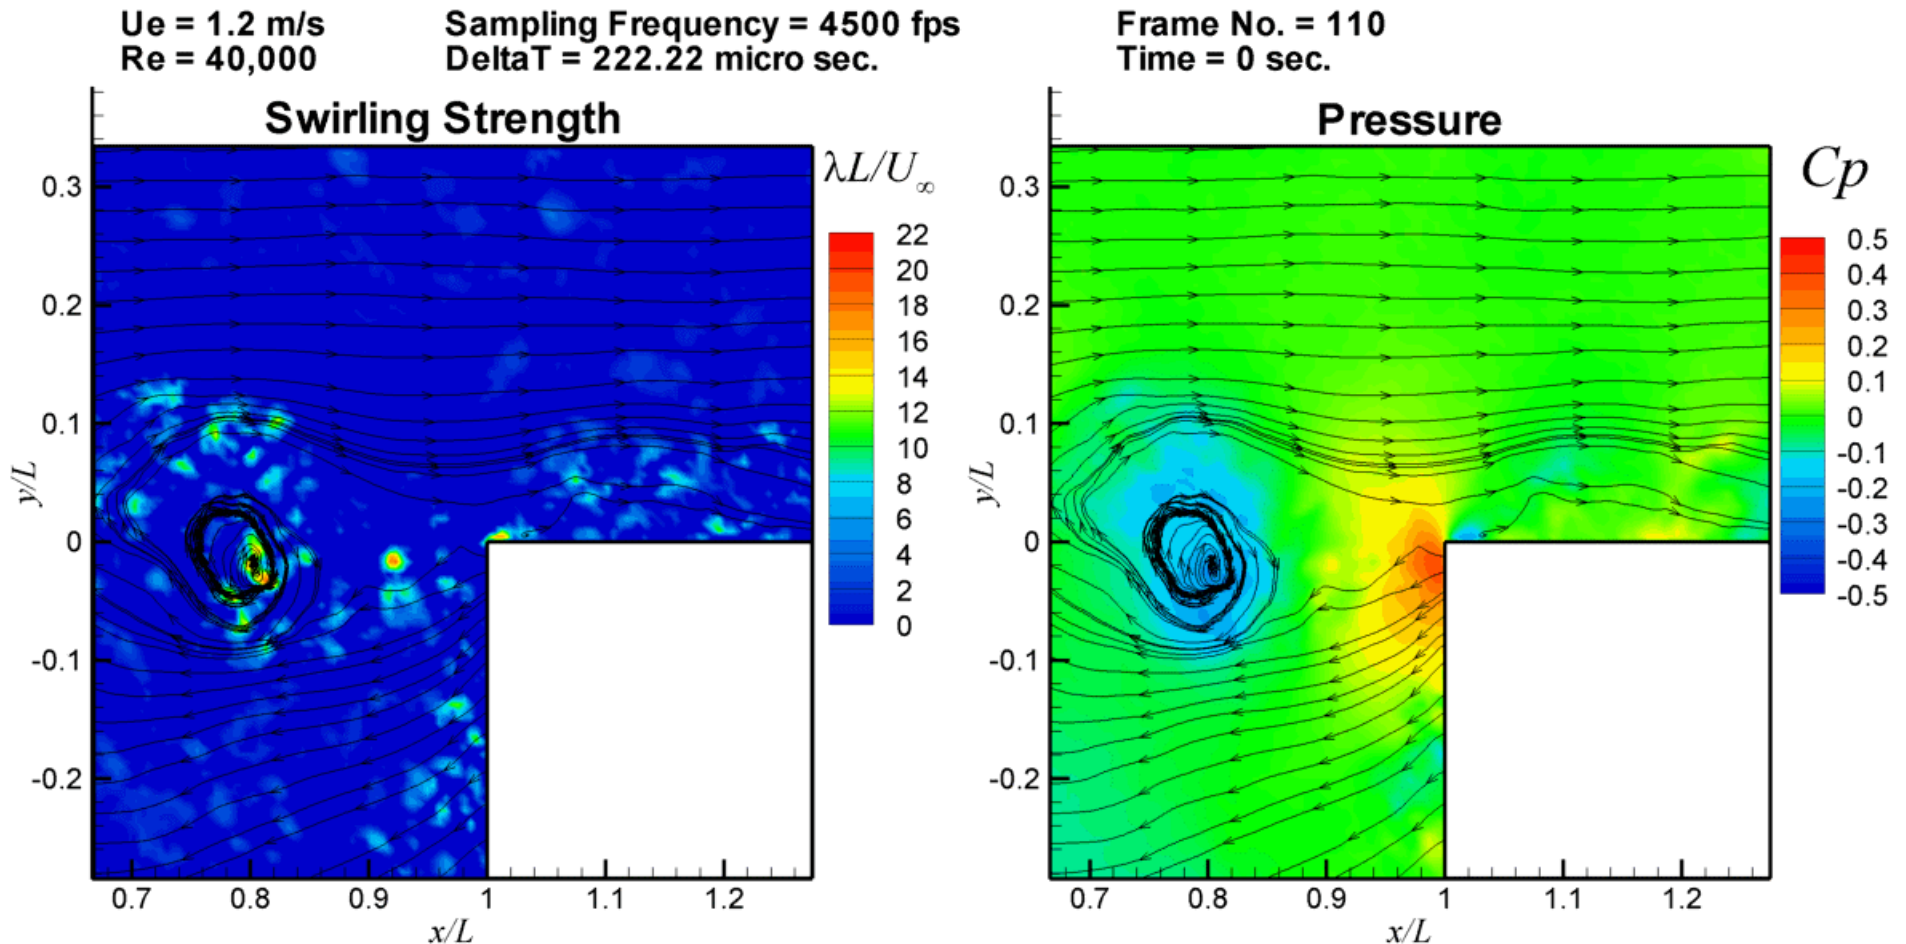 Ue = 1.2 m/s Sampling Frequency = 4500 fps Frame No. = 110
Re = 40,000 DeltaT = 222.22 micro sec. Time = 0 sec.
Swirling Strength
λL/U∞
0.3
0.2
0.1
0
-0.1
-0.2
y/L
22
20
18
16
14
12
10
8
6
4
2
0
0.7 0.8 0.9 1 1.1 1.2
x/L
Pressure
Cp
0.3
0.2
0.1
0
-0.1
-0.2
y/L
0.5
0.4
0.3
0.2
0.1
0
-0.1
-0.2
-0.3
-0.4
-0.5
0.7 0.8 0.9 1 1.1 1.2
x/L